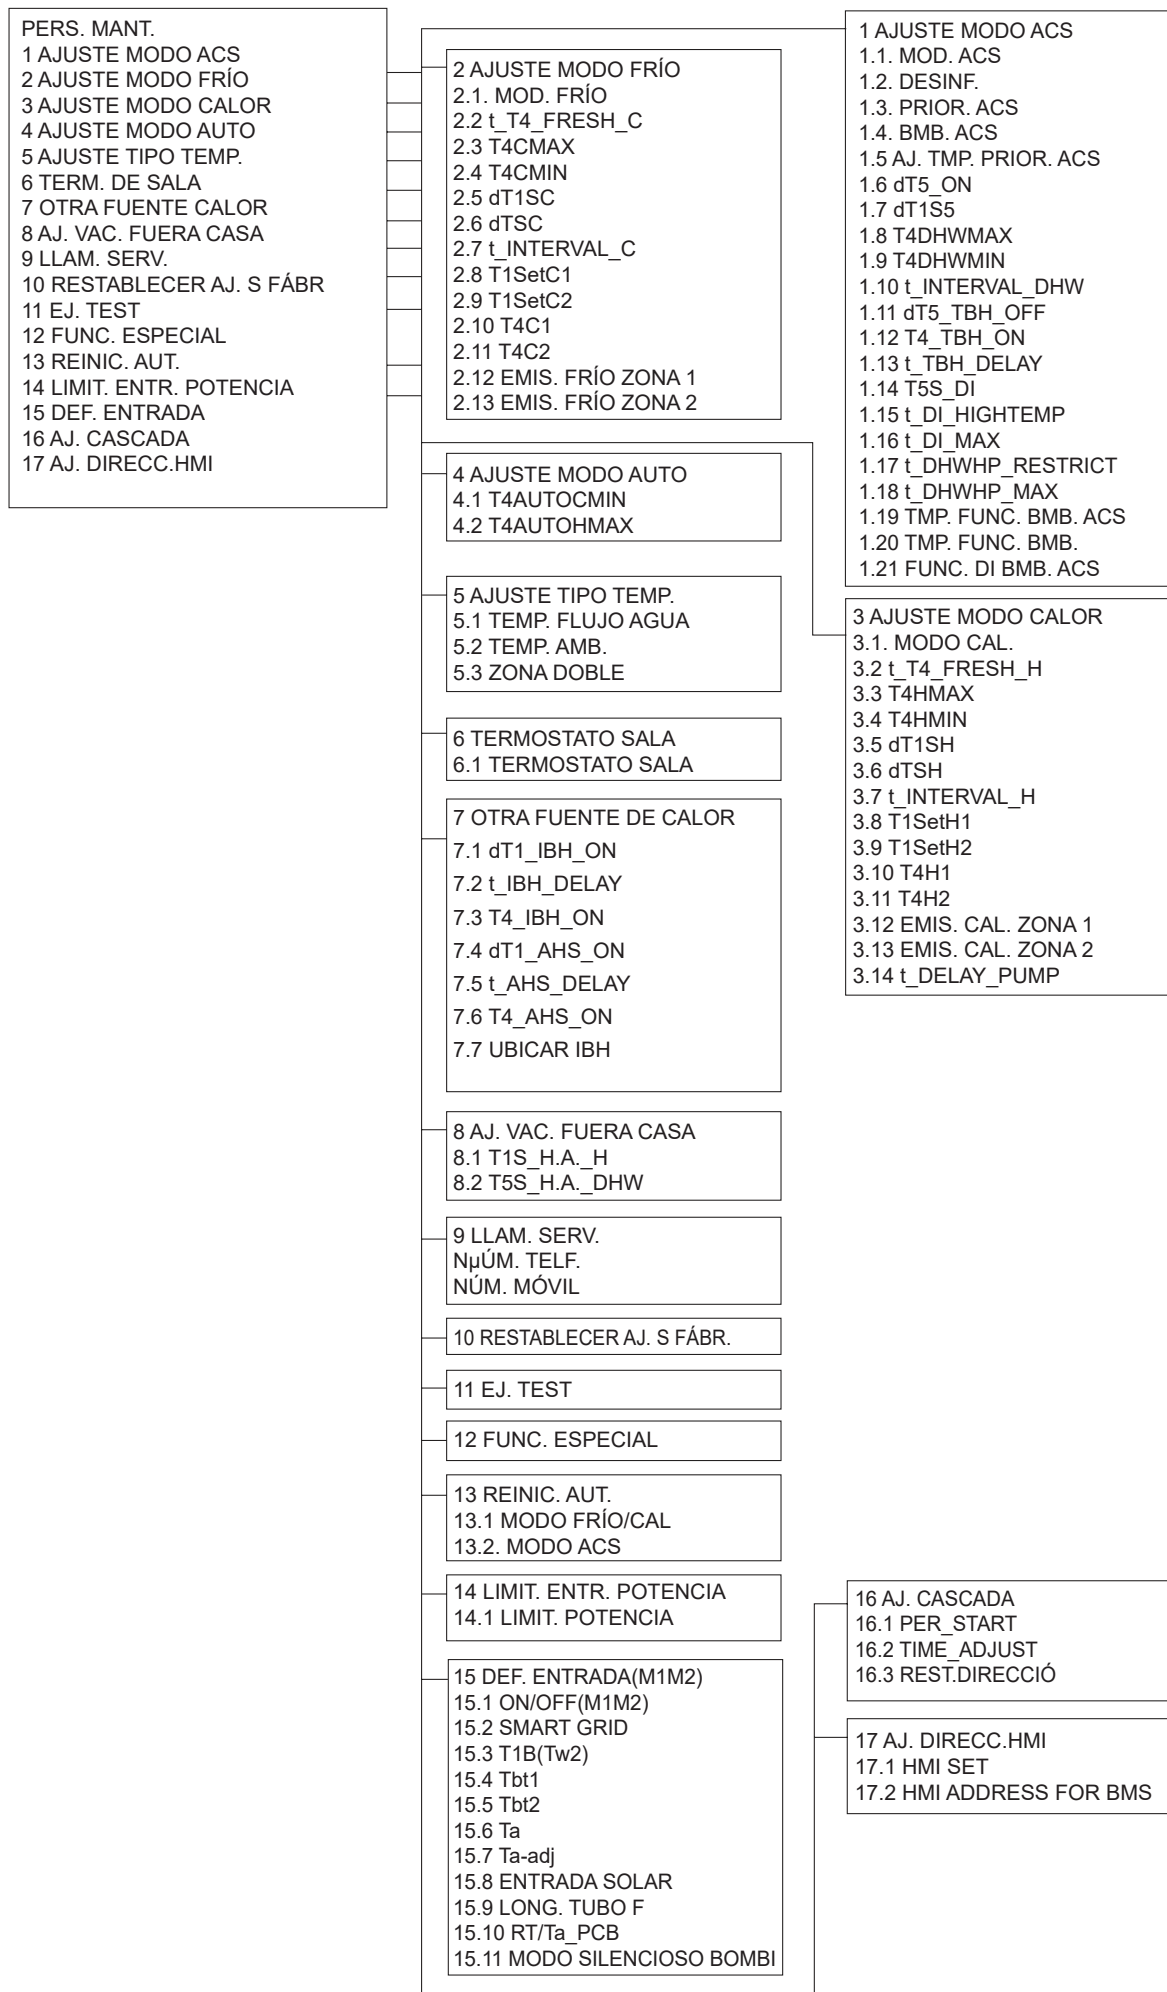 PERS. MANT.
1 AJUSTE MODO ACS
2 AJUSTE MODO FRÍO
3 AJUSTE MODO CALOR
4 AJUSTE MODO AUTO
5 AJUSTE TIPO TEMP.
6 TERM. DE SALA
7 OTRA FUENTE CALOR
8 AJ. VAC. FUERA CASA
9 LLAM. SERV.
10 RESTABLECER AJ. S FÁBR
11 EJ. TEST
12 FUNC. ESPECIAL
13 REINIC. AUT.
14 LIMIT. ENTR. POTENCIA
15 DEF. ENTRADA
16 AJ. CASCADA
17 AJ. DIRECC.HMI
1 AJUSTE MODO ACS
1.1. MOD. ACS
1.2. DESINF.
1.3. PRIOR. ACS
1.4. BMB. ACS
1.5 AJ. TMP. PRIOR. ACS
1.6 dT5_ON
1.7 dT1S5
1.8 T4DHWMAX
1.9 T4DHWMIN
1.10 t_INTERVAL_DHW
1.11 dT5_TBH_OFF
1.12 T4_TBH_ON
1.13 t_TBH_DELAY
1.14 T5S_DI
1.15 t_DI_HIGHTEMP
1.16 t_DI_MAX
1.17 t_DHWHP_RESTRICT
1.18 t_DHWHP_MAX
1.19 TMP. FUNC. BMB. ACS
1.20 TMP. FUNC. BMB.
1.21 FUNC. DI BMB. ACS
2 AJUSTE MODO FRÍO
2.1. MOD. FRÍO
2.2 t_T4_FRESH_C
2.3 T4CMAX
2.4 T4CMIN
2.5 dT1SC
2.6 dTSC
2.7 t_INTERVAL_C
2.8 T1SetC1
2.9 T1SetC2
2.10 T4C1
2.11 T4C2
2.12 EMIS. FRÍO ZONA 1
2.13 EMIS. FRÍO ZONA 2
3 AJUSTE MODO CALOR
3.1. MODO CAL.
3.2 t_T4_FRESH_H
3.3 T4HMAX
3.4 T4HMIN
3.5 dT1SH
3.6 dTSH
3.7 t_INTERVAL_H
3.8 T1SetH1
3.9 T1SetH2
3.10 T4H1
3.11 T4H2
3.12 EMIS. CAL. ZONA 1
3.13 EMIS. CAL. ZONA 2
3.14 t_DELAY_PUMP
4 AJUSTE MODO AUTO
4.1 T4AUTOCMIN
4.2 T4AUTOHMAX
5 AJUSTE TIPO TEMP.
5.1 TEMP. FLUJO AGUA
5.2 TEMP. AMB.
5.3 ZONA DOBLE
6 TERMOSTATO SALA
6.1 TERMOSTATO SALA
7 OTRA FUENTE DE CALOR
7.1 dT1_IBH_ON
7.2 t_IBH_DELAY
7.3 T4_IBH_ON
7.4 dT1_AHS_ON
7.5 t_AHS_DELAY
7.6 T4_AHS_ON
7.7 UBICAR IBH
8 AJ. VAC. FUERA CASA
8.1 T1S_H.A._H
8.2 T5S_H.A._DHW
9 LLAM. SERV.
NµÚM. TELF.
NÚM. MÓVIL
10 RESTABLECER AJ. S FÁBR.
11 EJ. TEST
12 FUNC. ESPECIAL
13 REINIC. AUT.
13.1 MODO FRÍO/CAL
13.2. MODO ACS
14 LIMIT. ENTR. POTENCIA
14.1 LIMIT. POTENCIA
15 DEF. ENTRADA(M1M2)
15.1 ON/OFF(M1M2)
15.2 SMART GRID
15.3 T1B(Tw2)
15.4 Tbt1
15.5 Tbt2
15.6 Ta
15.7 Ta-adj
15.8 ENTRADA SOLAR
15.9 LONG. TUBO F
15.10 RT/Ta_PCB
15.11 MODO SILENCIOSO BOMBI
16 AJ. CASCADA
16.1 PER_START
16.2 TIME_ADJUST
16.3 REST.DIRECCIÓ
17 AJ. DIRECC.HMI
17.1 HMI SET
17.2 HMI ADDRESS FOR BMS